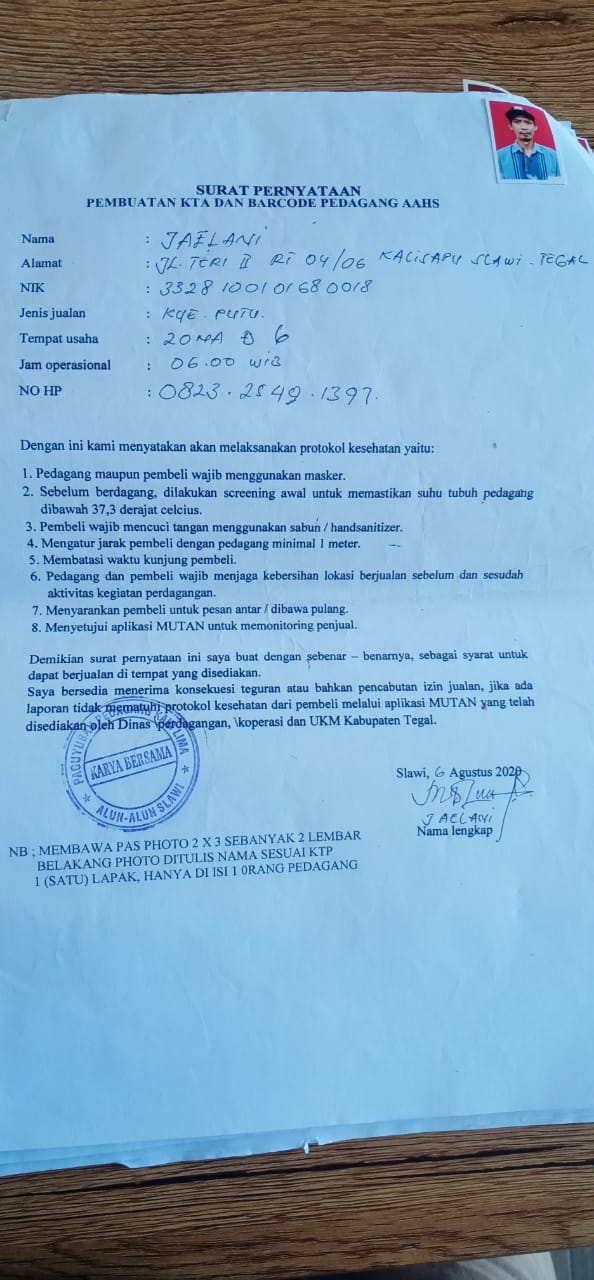 SURAT PERNYATAAN
PEMBUATAN KTA DAN BARCODE PEDAGANG AAHS
Nama : JAELANI
Alamat : JL. TERI II RT 04/06 KALISAPU SLAWI - TEGAL
NIK : 3328100101680018
Jenis jualan : KUE PUTU.
Tempat usaha : ZONA D 6
Jam operasional : 06.00 WIB
NO HP : 0823.2549.1397.
Dengan ini kami menyatakan akan melaksanakan protokol kesehatan yaitu:
1. Pedagang maupun pembeli wajib menggunakan masker.
2. Sebelum berdagang, dilakukan screening awal untuk memastikan suhu tubuh pedagang
dibawah 37,3 derajat celcius.
3. Pembeli wajib mencuci tangan menggunakan sabun / handsanitizer.
4. Mengatur jarak pembeli dengan pedagang minimal 1 meter.
5. Membatasi waktu kunjung pembeli.
6. Pedagang dan pembeli wajib menjaga kebersihan lokasi berjualan sebelum dan sesudah
aktivitas kegiatan perdagangan.
7. Menyarankan pembeli untuk pesan antar / dibawa pulang.
8. Menyetujui aplikasi MUTAN untuk memonitoring penjual.
Demikian surat pernyataan ini saya buat dengan sebenar – benarnya, sebagai syarat untuk
dapat berjualan di tempat yang disediakan.
Saya bersedia menerima konsekuesi teguran atau bahkan pencabutan izin jualan, jika ada
laporan tidak mematuhi protokol kesehatan dari pembeli melalui aplikasi MUTAN yang telah
disediakan oleh Dinas \perdagangan, \koperasi dan UKM Kabupaten Tegal.
PAGUYUBAN PEDAGANG KAKI LIMA
KARYA BERSAMA
ALUN-ALUN SLAWI
Slawi, 6 Agustus 2020
JAELANI
Nama lengkap
NB ; MEMBAWA PAS PHOTO 2 X 3 SEBANYAK 2 LEMBAR
BELAKANG PHOTO DITULIS NAMA SESUAI KTP
1 (SATU) LAPAK, HANYA DI ISI 1 0RANG PEDAGANG